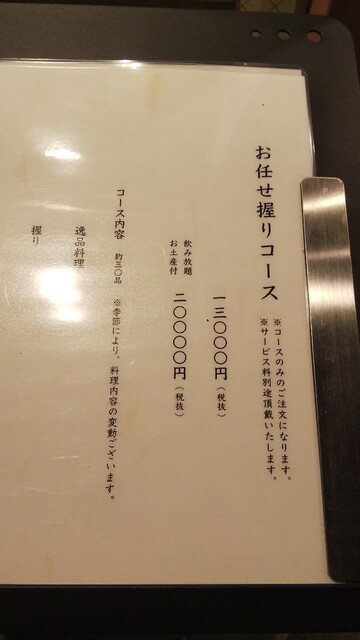 お任せ握りコース
※コースのみのご注文になります。
※サービス料別途頂戴いたします。
一三〇〇〇円（税抜）
飲み放題
お土産付
二〇〇〇〇円（税抜）
コース内容 約三〇品 ※季節により、料理内容の変動ございます。
逸品料理
握り